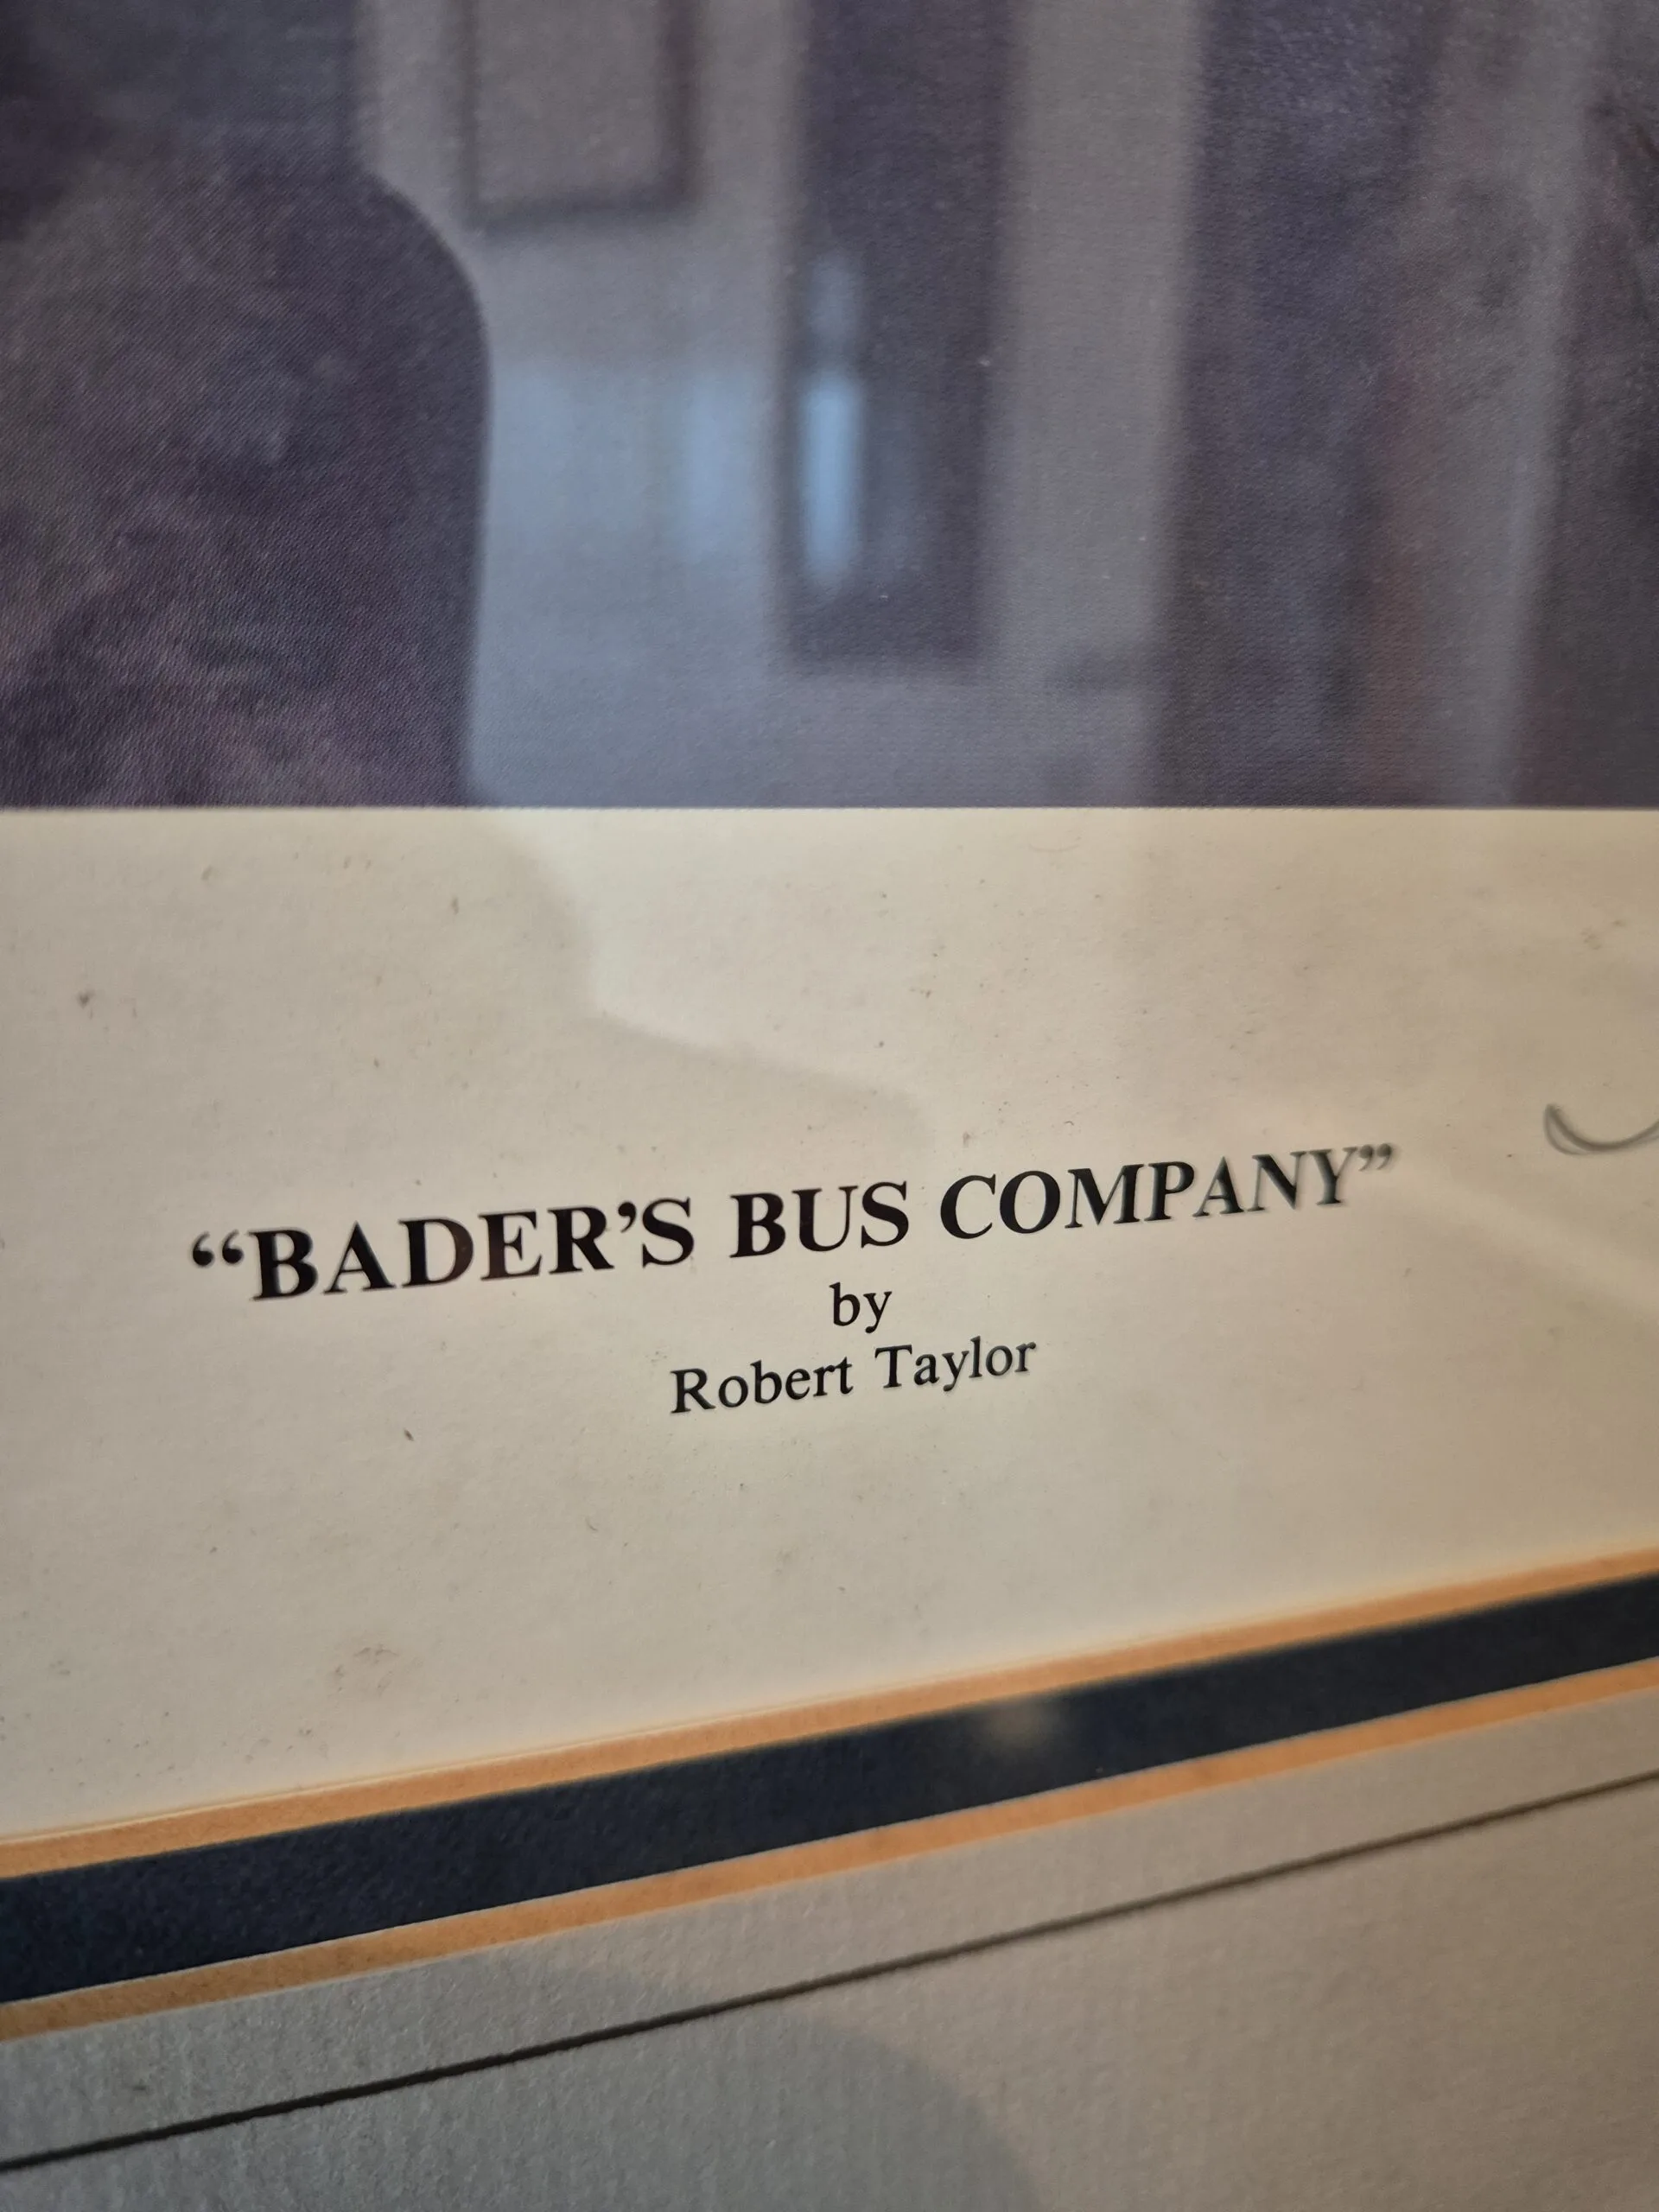 “BADER’S BUS COMPANY”
by
Robert Taylor